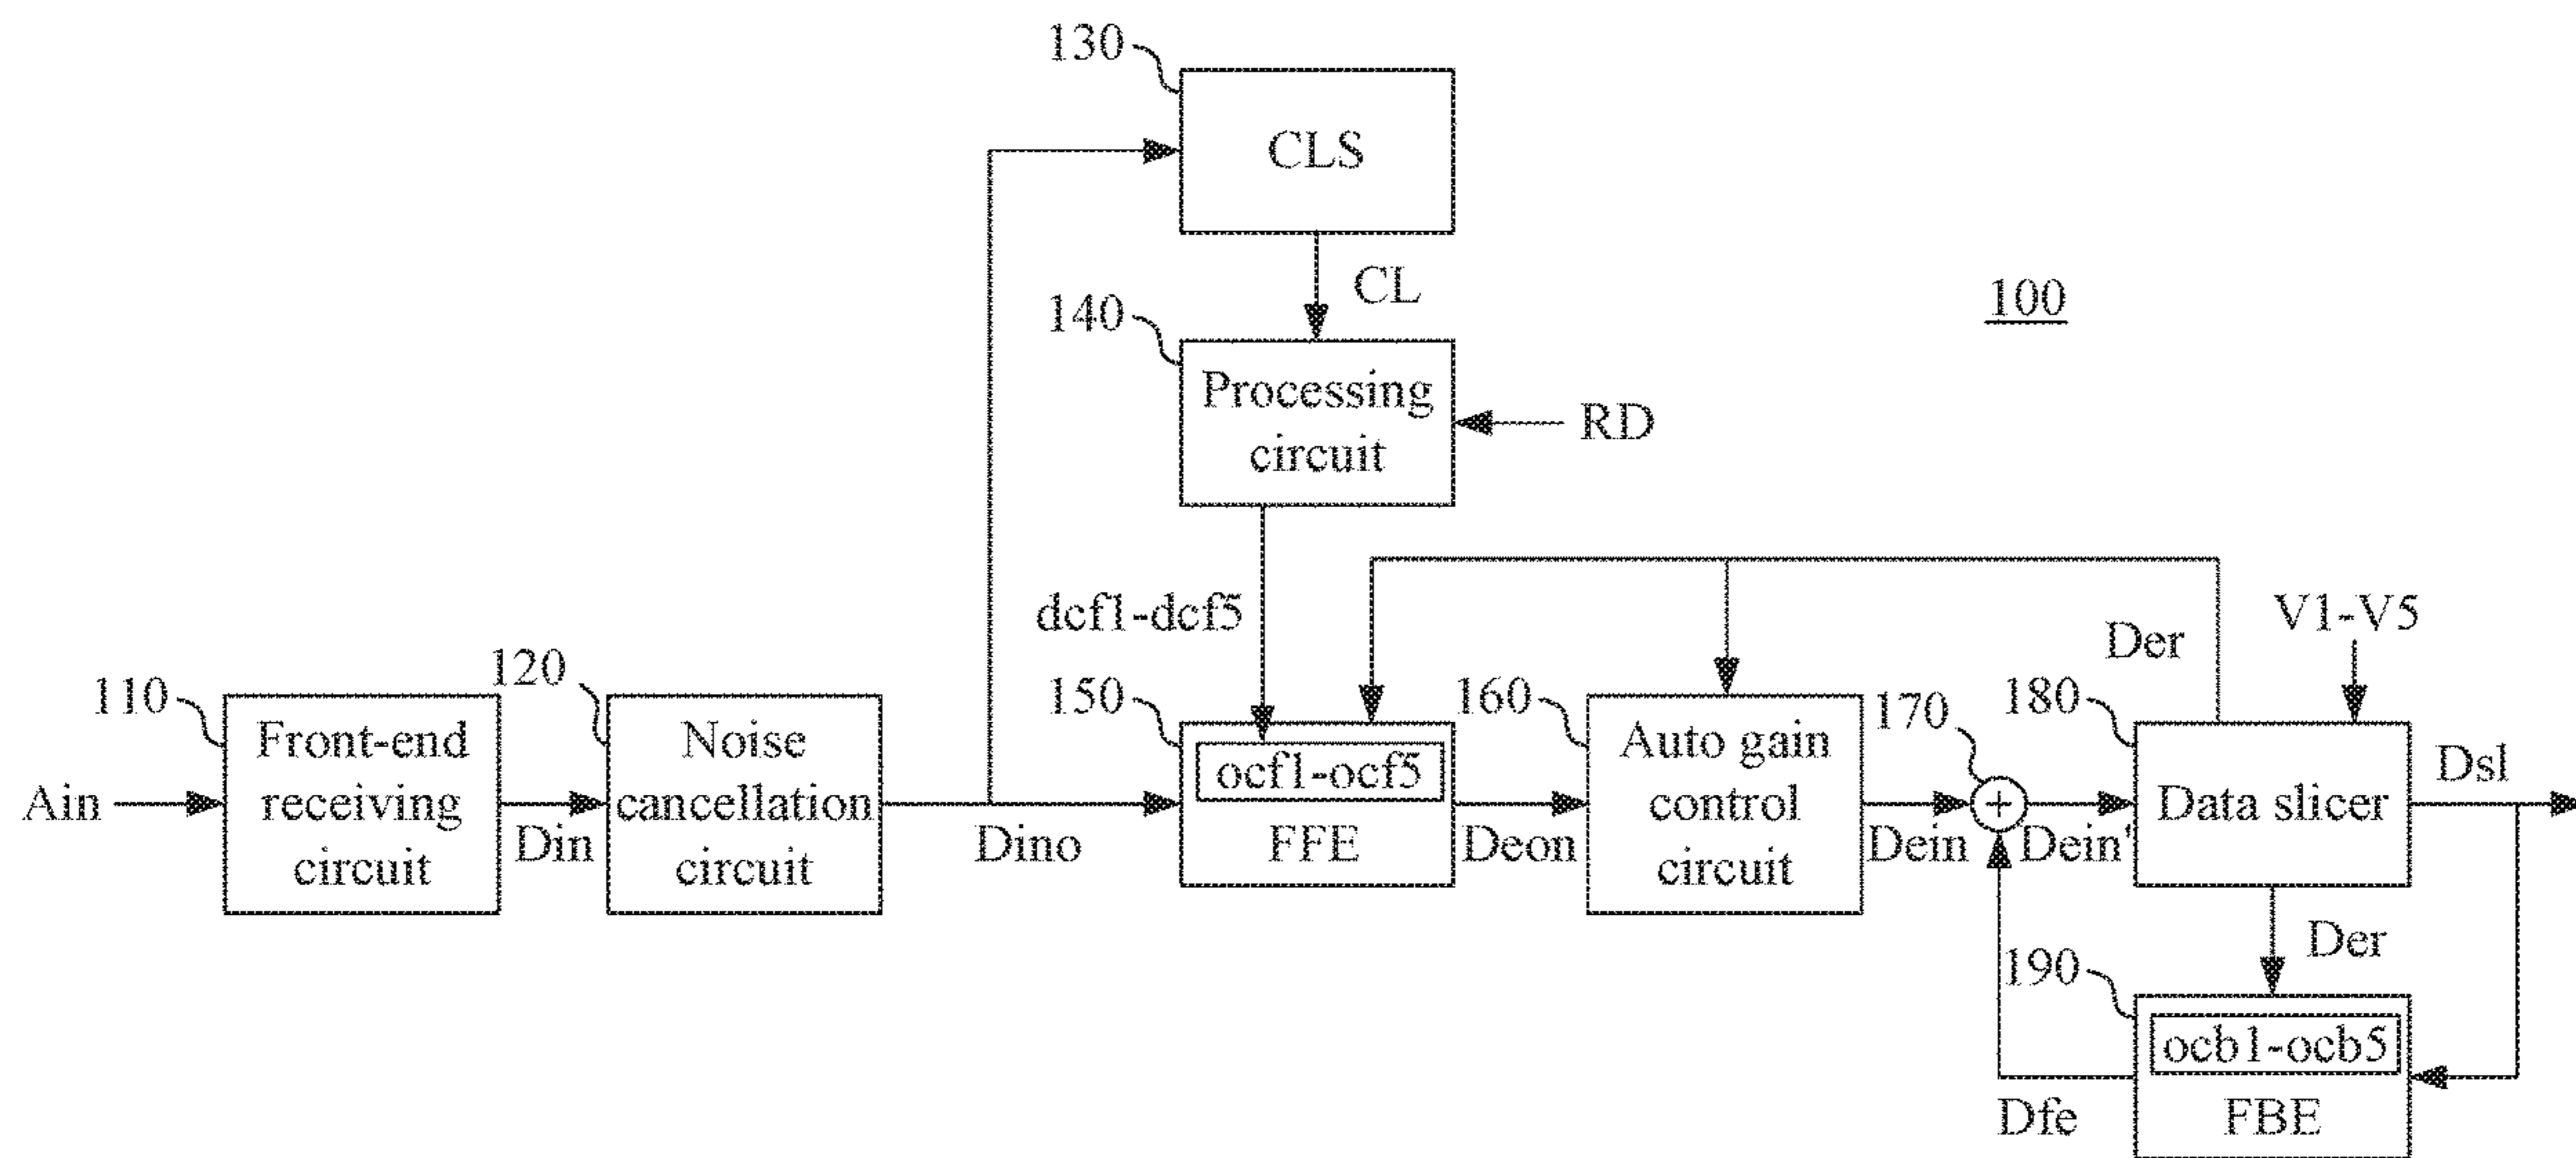 130
CLS
CL
100
140
Processing
circuit
RD
dcf1-dcf5
Der
V1-V5
110
Front-end
receiving
circuit
120
Noise
cancellation
circuit
150
ocf1-ocf5
FFE
160
Auto gain
control
circuit
170
+
180
Data slicer
Dsl
Ain
Din
Dino
Deon
Dein
Dein'
Der
190
ocb1-ocb5
FBE
Dfe